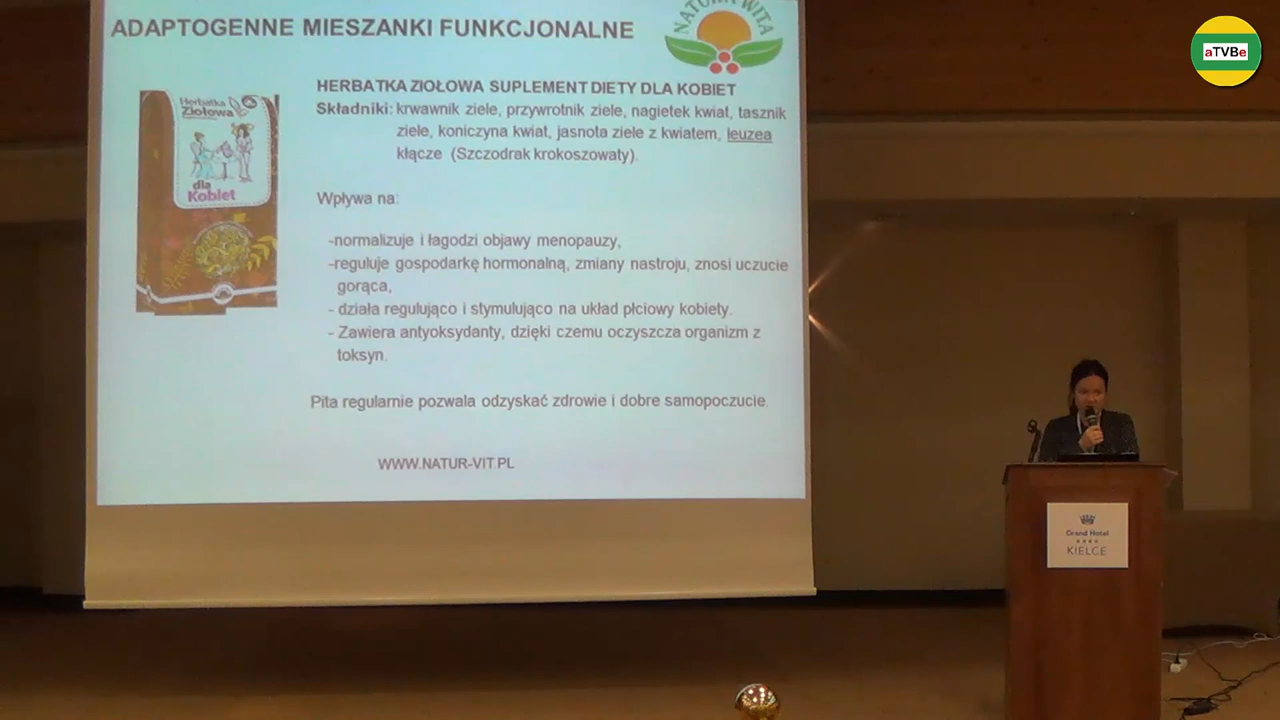 ADAPTOGENNE MIESZANKI FUNKCJONALNE
NATURA WITA
aTVBe
HERBATKA ZIOŁOWA SUPLEMENT DIETY DLA KOBIET
Składniki: krwawnik ziele, przywrotnik ziele, nagietek kwiat, tasznik
ziele, koniczyna kwiat, jasnota ziele z kwiatem, leuzea
kłącze (Szczodrak krokoszowaty).
Herbatka
Ziołowa
dla
Kobiet
Wpływa na:
-normalizuje i łagodzi objawy menopauzy,
-reguluje gospodarkę hormonalną, zmiany nastroju, znosi uczucie
gorąca,
- działa regulująco i stymulująco na układ płciowy kobiety.
- Zawiera antyoksydanty, dzięki czemu oczyszcza organizm z
toksyn.
Pita regularnie pozwala odzyskać zdrowie i dobre samopoczucie.
WWW.NATUR-VIT.PL
Grand Hotel
KIELCE